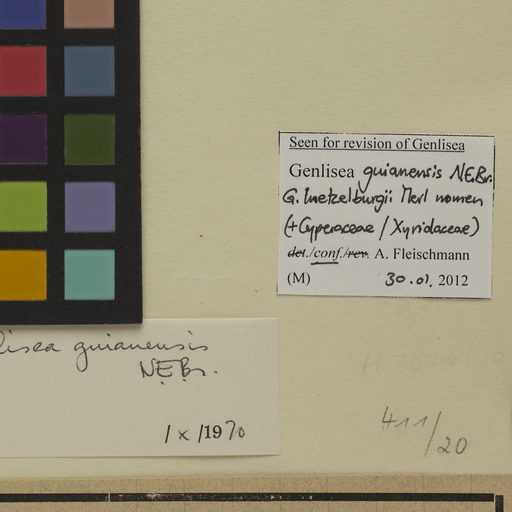 Seen for revision of Genlisea
Genlisea guianensis N.E.Br.
G. luetzelburgii Merl nomen
(+Cyperaceae / Xyridaceae)
det./conf./rev. A. Fleischmann
(M) 30.01.2012
lisea guianensis
N.E.Br.
1 x /1970
411/20